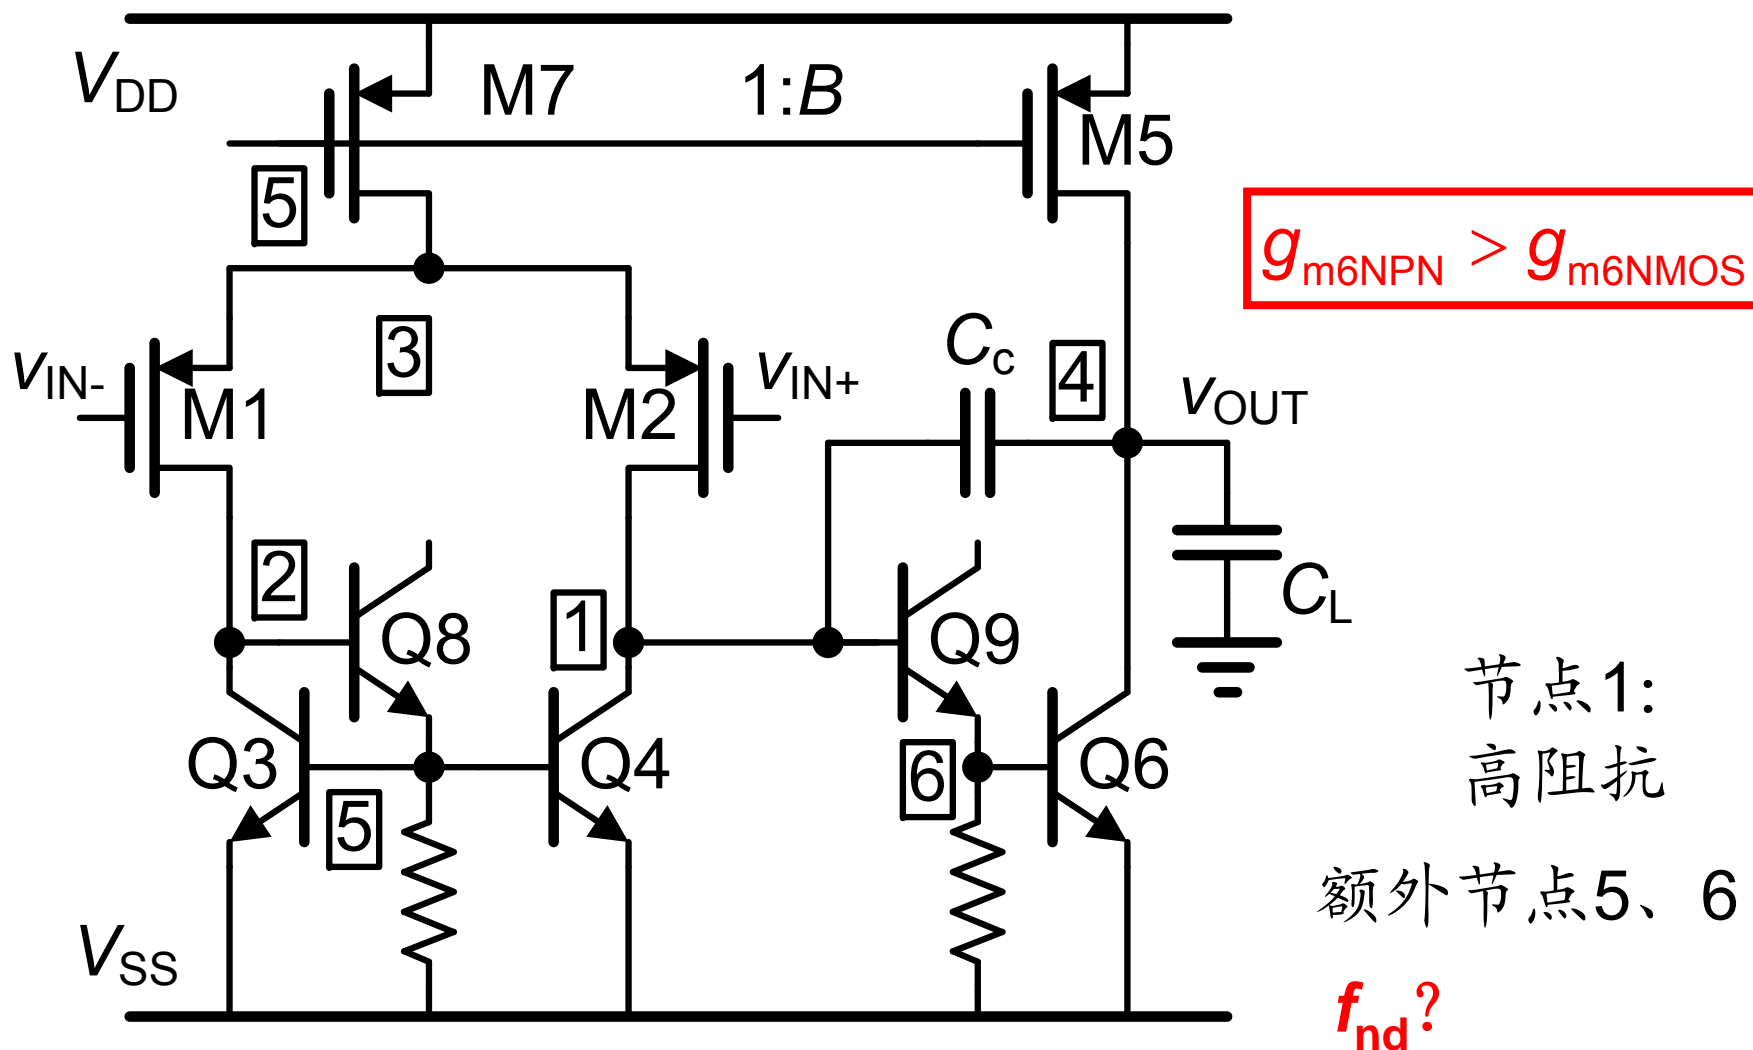 VDD
M7
1:B
M5
5
gm6NPN > gm6NMOS
3
Cc
4
vIN-
M1
M2
vIN+
vOUT
2
Q8
1
Q9
CL
节点1:
高阻抗
Q3
5
Q4
6
Q6
额外节点5、6
VSS
fnd?